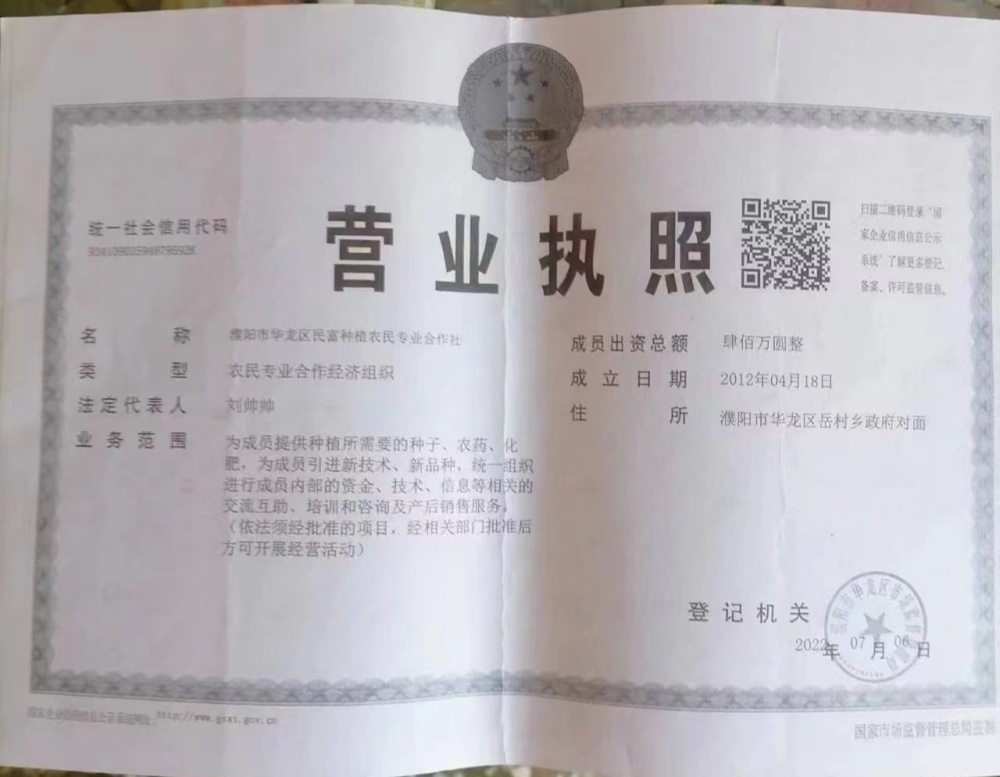 统一社会信用代码
营业执照
扫描二维码登录“国
家企业信用信息公示
系统”了解更多登记、
备案、许可监管信息。
名称 濮阳市华龙区民富种植农民专业合作社
类型 农民专业合作经济组织
法定代表人 刘帅帅
业务范围 为成员提供种植所需要的种子、农药、化
肥，为成员引进新技术、新品种，统一组织
进行成员内部的资金、技术、信息等相关的
交流互助、培训和咨询及产后销售服务。
（依法须经批准的项目，经相关部门批准后
方可开展经营活动）
成员出资总额 肆佰万圆整
成立日期 2012年04月18日
住所 濮阳市华龙区岳村乡政府对面
登记机关
2022年07月06日
国家企业信用信息公示系统网址：http://www.gsxt.gov.cn
国家市场监督管理总局监制